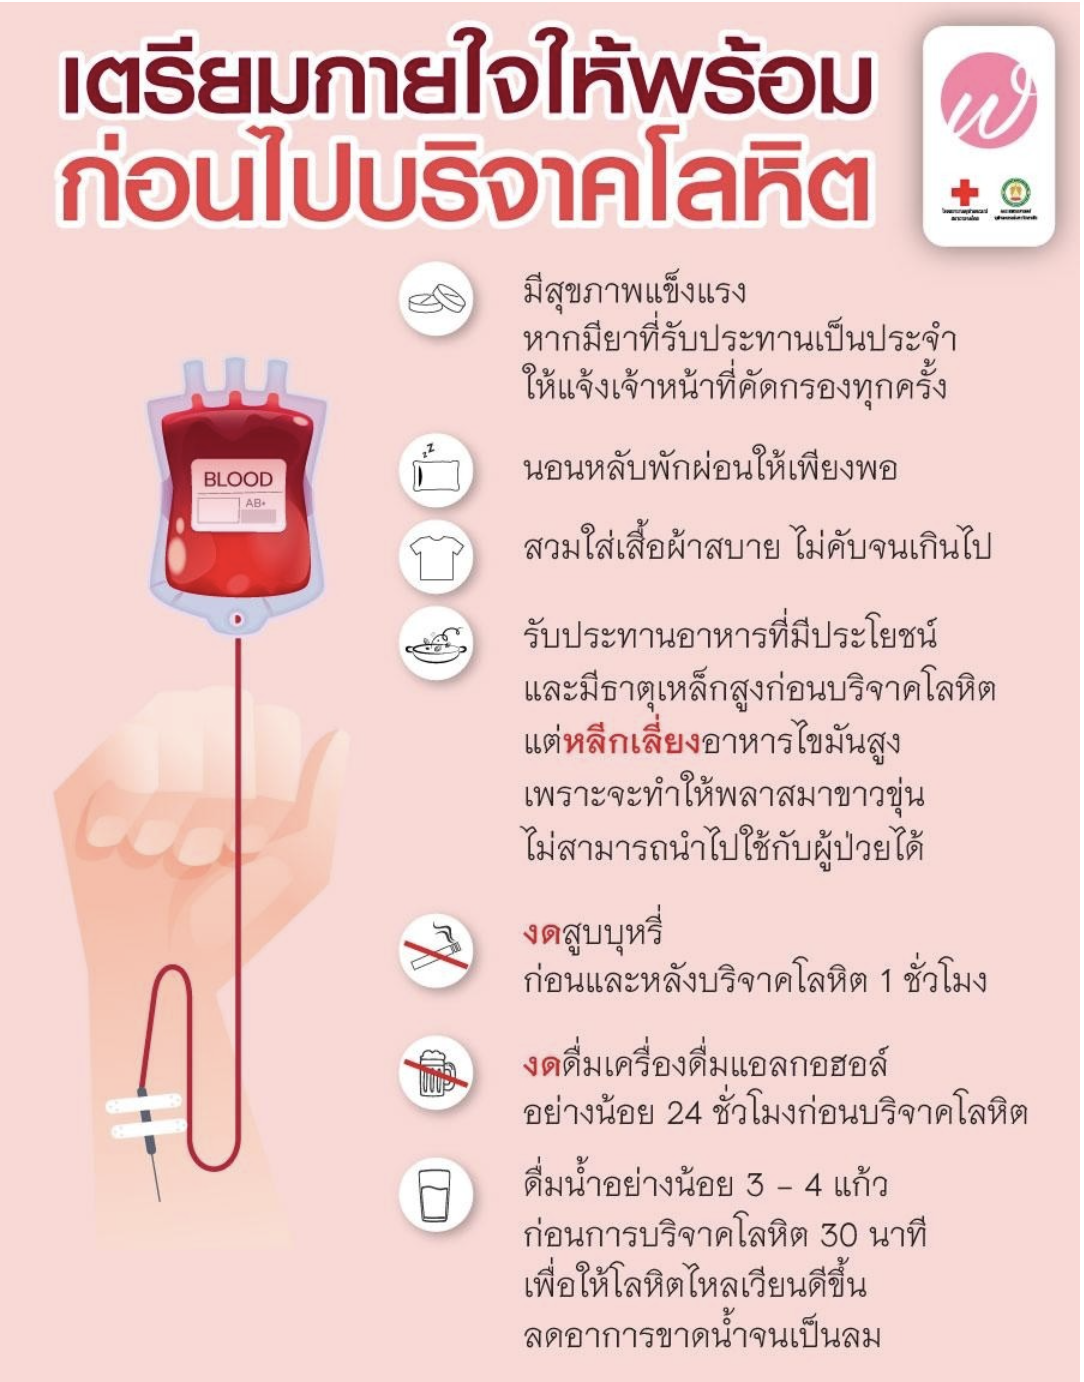 เตรียมกายใจให้พร้อม
ก่อนไปบริจาคโลหิต
มีสุขภาพแข็งแรง
หากมียาที่รับประทานเป็นประจำ
ให้แจ้งเจ้าหน้าที่คัดกรองทุกครั้ง
นอนหลับพักผ่อนให้เพียงพอ
สวมใส่เสื้อผ้าสบาย ไม่คับจนเกินไป
รับประทานอาหารที่มีประโยชน์
และมีธาตุเหล็กสูงก่อนบริจาคโลหิต
แต่หลีกเลี่ยงอาหารไขมันสูง
เพราะจะทำให้พลาสมาขาวขุ่น
ไม่สามารถนำไปใช้กับผู้ป่วยได้
งดสูบบุหรี่
ก่อนและหลังบริจาคโลหิต 1 ชั่วโมง
งดดื่มเครื่องดื่มแอลกอฮอล์
อย่างน้อย 24 ชั่วโมงก่อนบริจาคโลหิต
ดื่มน้ำอย่างน้อย 3 – 4 แก้ว
ก่อนการบริจาคโลหิต 30 นาที
เพื่อให้โลหิตไหลเวียนดีขึ้น
ลดอาการขาดน้ำจนเป็นลม
BLOOD
AB+